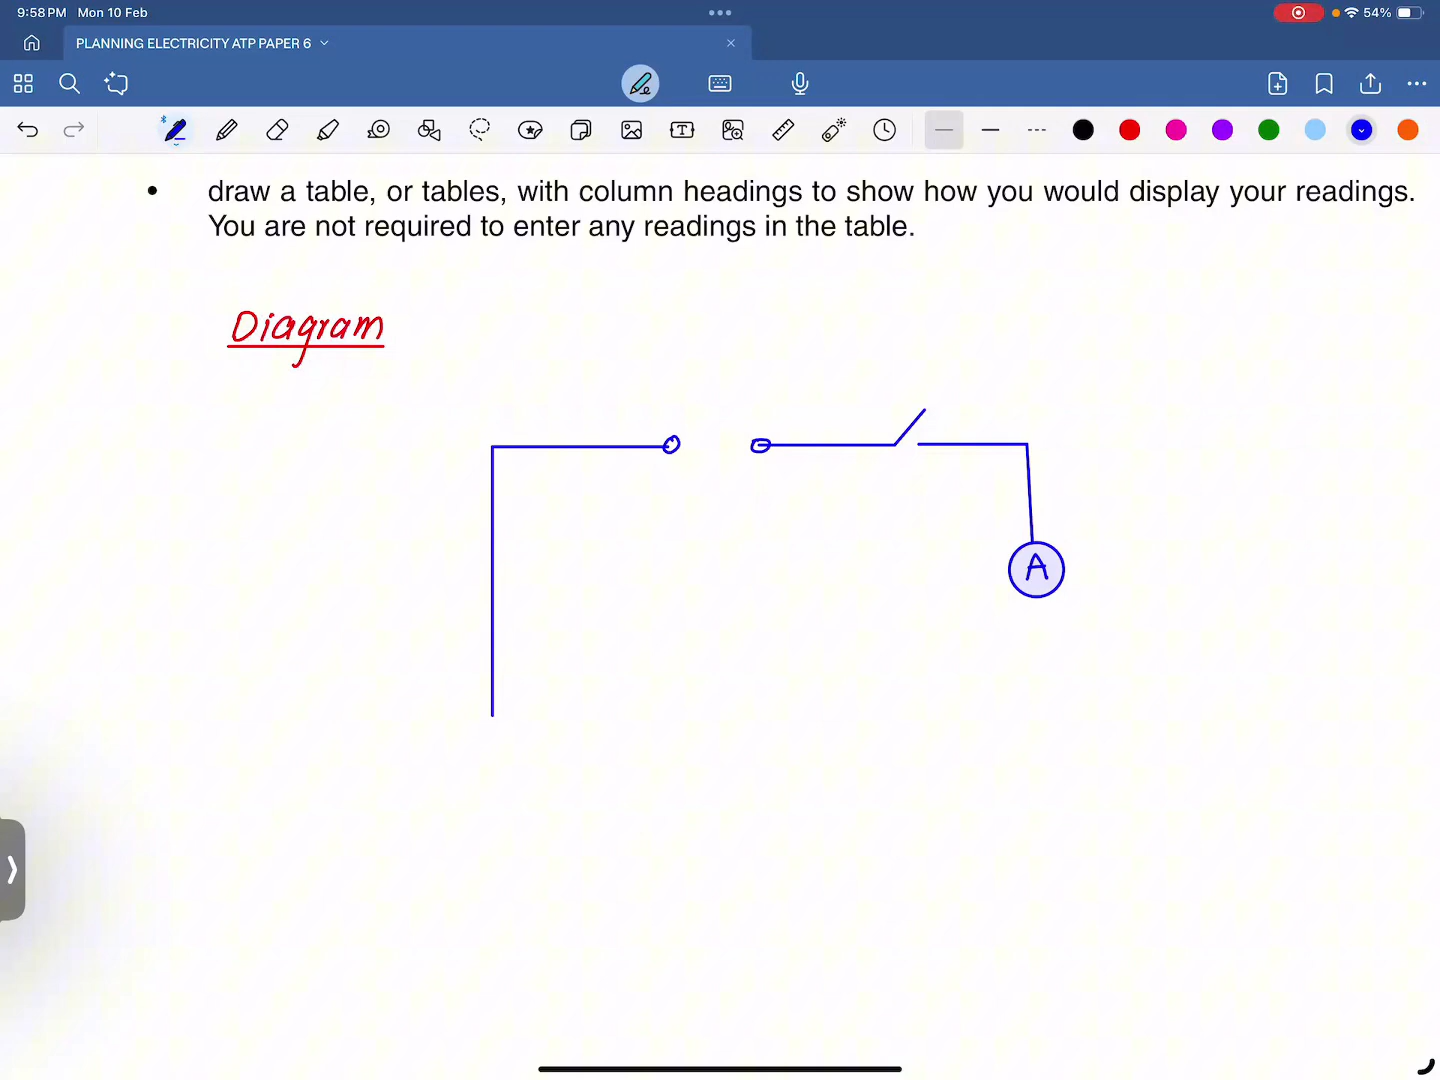 9:58 PM Mon 10 Feb
54%
PLANNING ELECTRICITY ATP PAPER 6
• draw a table, or tables, with column headings to show how you would display your readings.
You are not required to enter any readings in the table.
Diagram
A